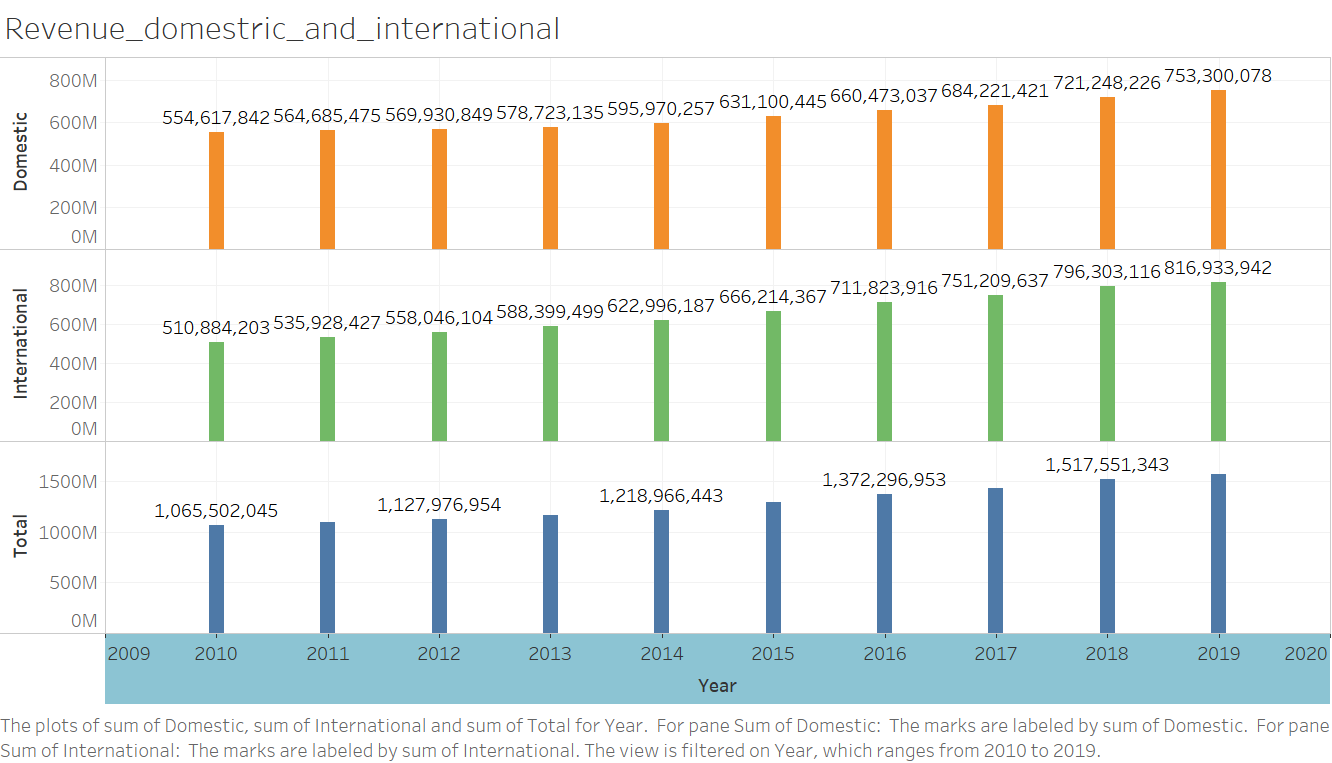 Revenue_domestric_and_international
Domestic
800M
600M
400M
200M
0M
554,617,842 564,685,475 569,930,849 578,723,135 595,970,257 631,100,445 660,473,037 684,221,421 721,248,226 753,300,078
International
800M
600M
400M
200M
0M
510,884,203 535,928,427 558,046,104 588,399,499 622,996,187 666,214,367 711,823,916 751,209,637 796,303,116 816,933,942
Total
1500M
1000M
500M
0M
1,065,502,045 1,127,976,954 1,218,966,443 1,372,296,953 1,517,551,343
2009 2010 2011 2012 2013 2014 2015 2016 2017 2018 2019 2020
Year
The plots of sum of Domestic, sum of International and sum of Total for Year.  For pane Sum of Domestic:  The marks are labeled by sum of Domestic.  For pane
Sum of International:  The marks are labeled by sum of International. The view is filtered on Year, which ranges from 2010 to 2019.